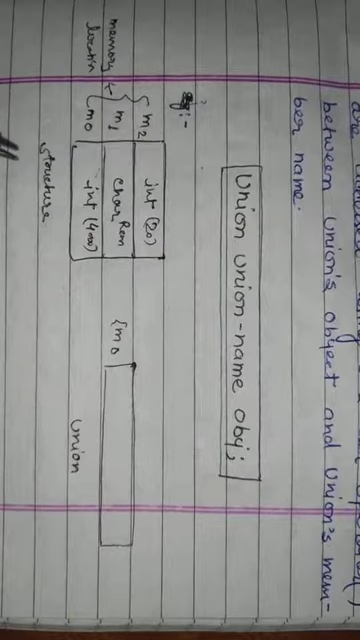 between union's object and union's mem-
ber name.
Union union-name obj;
eg:-
memory
location
m2
m1
m0
int (20)
char Ram
int (400)
structure
{m0
union